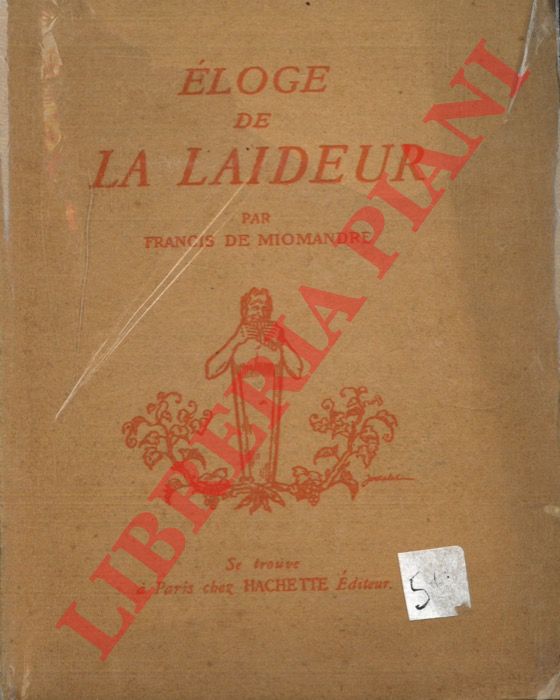 ÉLOGE
DE
LA LAIDEUR
PAR
FRANCIS DE MIOMANDRE
Se trouve
à Paris chez HACHETTE Éditeur.
5
LIBRERIA PIANI